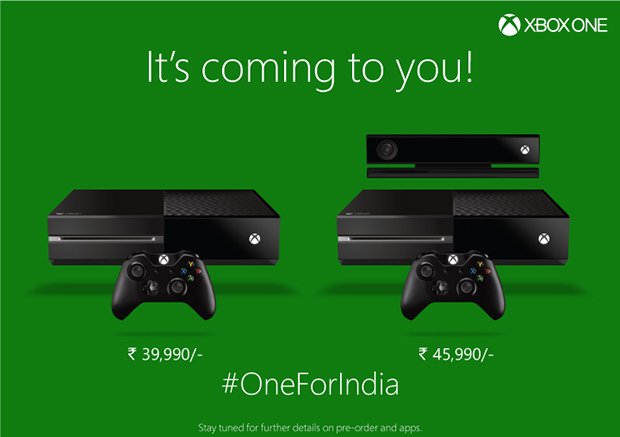 XBOX ONE
It's coming to you!
₹ 39,990/-
₹ 45,990/-
#OneForIndia
Stay tuned for further details on pre-order and apps.